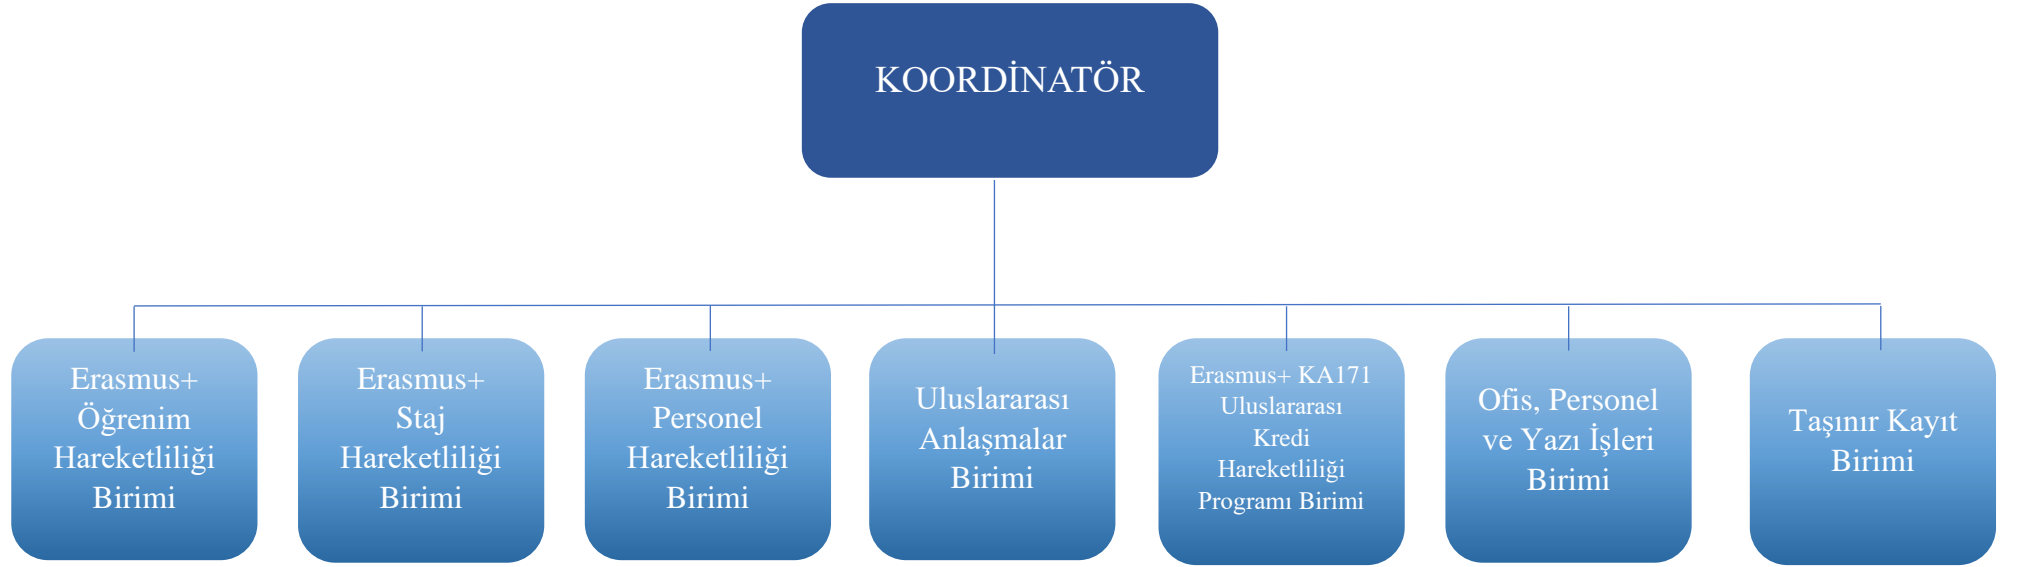 KOORDİNATÖR
Erasmus+
Öğrenim
Hareketliliği
Birimi
Erasmus+
Staj
Hareketliliği
Birimi
Erasmus+
Personel
Hareketliliği
Birimi
Uluslararası
Anlaşmalar
Birimi
Erasmus+ KA171
Uluslararası
Kredi
Hareketliliği
Programı Birimi
Ofis, Personel
ve Yazı İşleri
Birimi
Taşınır Kayıt
Birimi